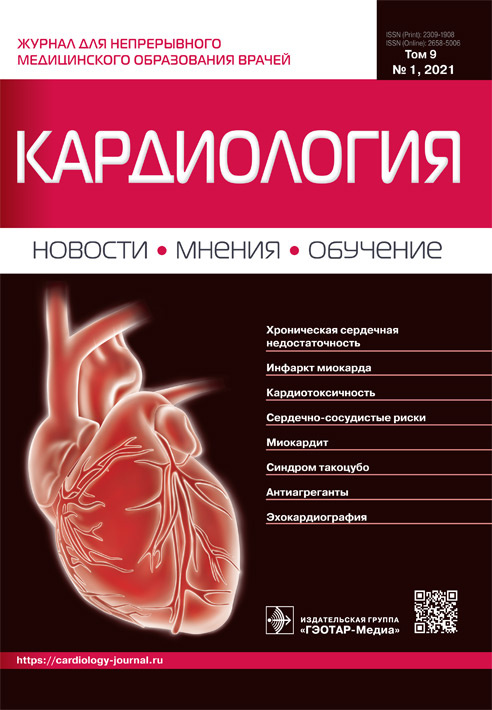 ЖУРНАЛ ДЛЯ НЕПРЕРЫВНОГО
МЕДИЦИНСКОГО ОБРАЗОВАНИЯ ВРАЧЕЙ
ISSN (Print): 2309-1908
ISSN (Online): 2658-5006
Том 9
№ 1, 2021
КАРДИОЛОГИЯ
НОВОСТИ • МНЕНИЯ • ОБУЧЕНИЕ
Хроническая сердечная
недостаточность
Инфаркт миокарда
Кардиотоксичность
Сердечно-сосудистые риски
Миокардит
Синдром такоцубо
Антиагреганты
Эхокардиография
ИЗДАТЕЛЬСКАЯ ГРУППА
«ГЭОТАР-Медиа»
https://cardiology-journal.ru